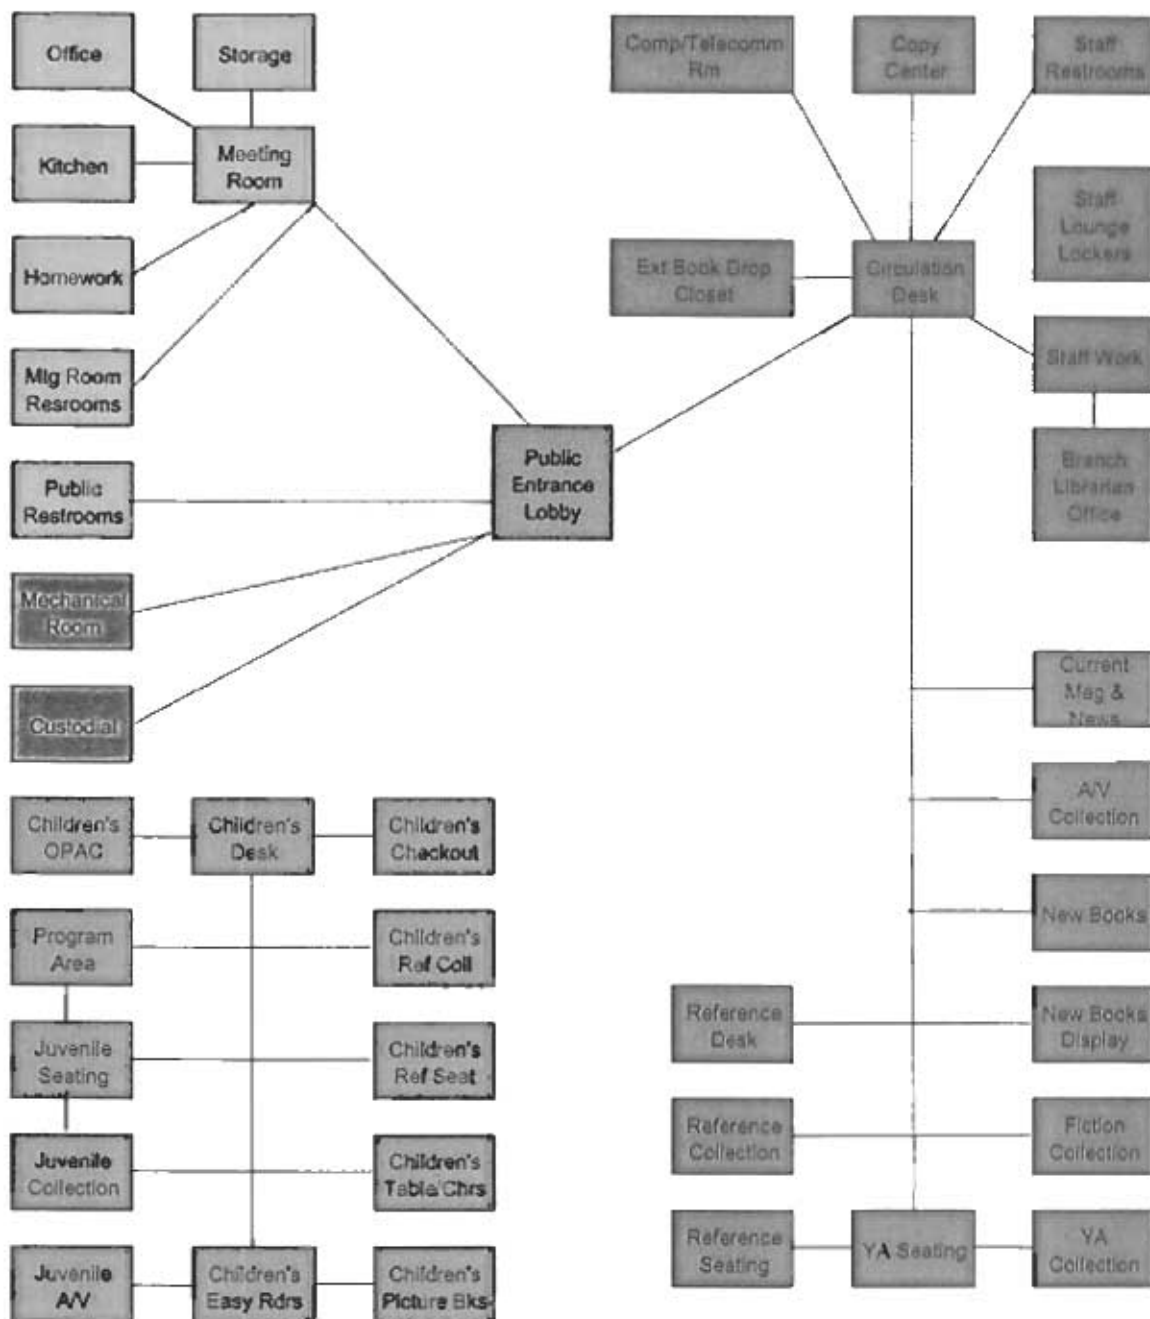 Office
Storage
Comp/Telecomm
Rm
Copy
Center
Staff
Restrooms
Kitchen
Meeting
Room
Staff
Lounge
Lockers
Homework
Ext Book Drop
Closet
Circulation
Desk
Mtg Room
Resrooms
Staff Work
Public
Restrooms
Public
Entrance
Lobby
Branch
Librarian
Office
Mechanical
Room
Custodial
Current
Mag &
News
Children's
OPAC
Children's
Desk
Children's
Checkout
A/V
Collection
Program
Area
Children's
Ref Coll
New Books
Juvenile
Seating
Children's
Ref Seat
Reference
Desk
New Books
Display
Juvenile
Collection
Children's
Table/Chrs
Reference
Collection
Fiction
Collection
Juvenile
A/V
Children's
Easy Rdrs
Children's
Picture Bks
Reference
Seating
YA Seating
YA
Collection